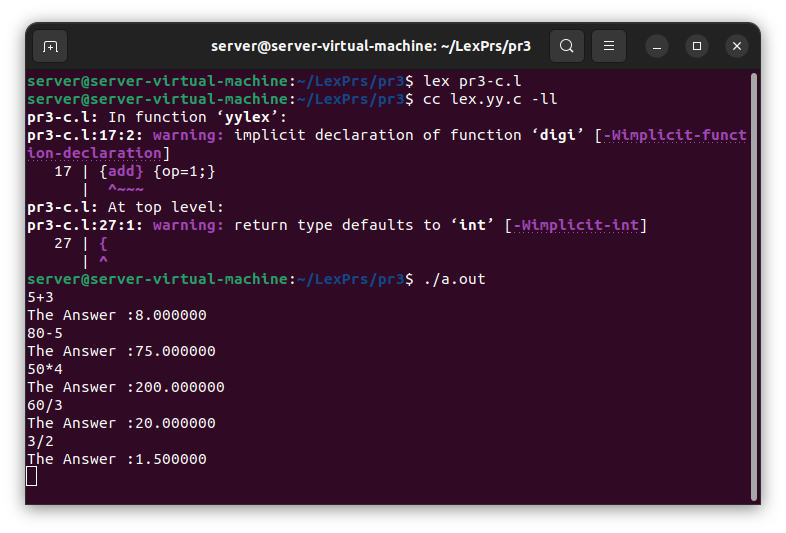 server@server-virtual-machine: ~/LexPrs/pr3
server@server-virtual-machine:~/LexPrs/pr3$ lex pr3-c.l
server@server-virtual-machine:~/LexPrs/pr3$ cc lex.yy.c -ll
pr3-c.l: In function ‘yylex’:
pr3-c.l:17:2: warning: implicit declaration of function ‘digi’ [-Wimplicit-funct
ion-declaration]
   17 | {add} {op=1;}
      |  ^~~~
pr3-c.l: At top level:
pr3-c.l:27:1: warning: return type defaults to ‘int’ [-Wimplicit-int]
   27 | {
      | ^
server@server-virtual-machine:~/LexPrs/pr3$ ./a.out
5+3
The Answer :8.000000
80-5
The Answer :75.000000
50*4
The Answer :200.000000
60/3
The Answer :20.000000
3/2
The Answer :1.500000